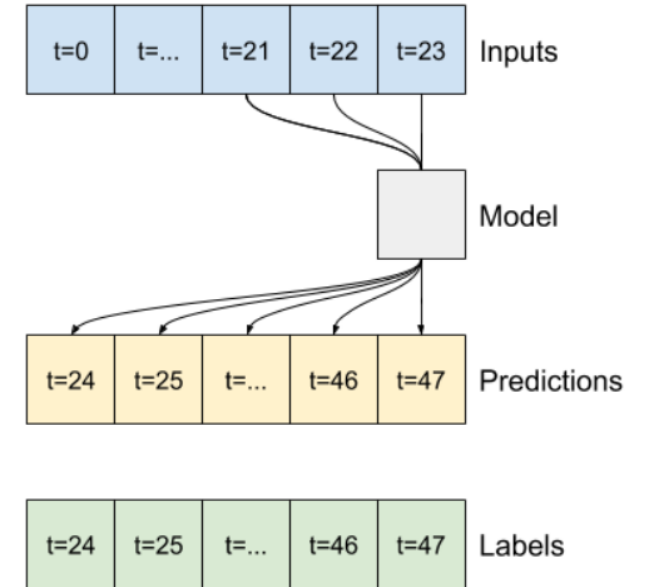 t=0 t=... t=21 t=22 t=23 Inputs
Model
t=24 t=25 t=... t=46 t=47 Predictions
t=24 t=25 t=... t=46 t=47 Labels